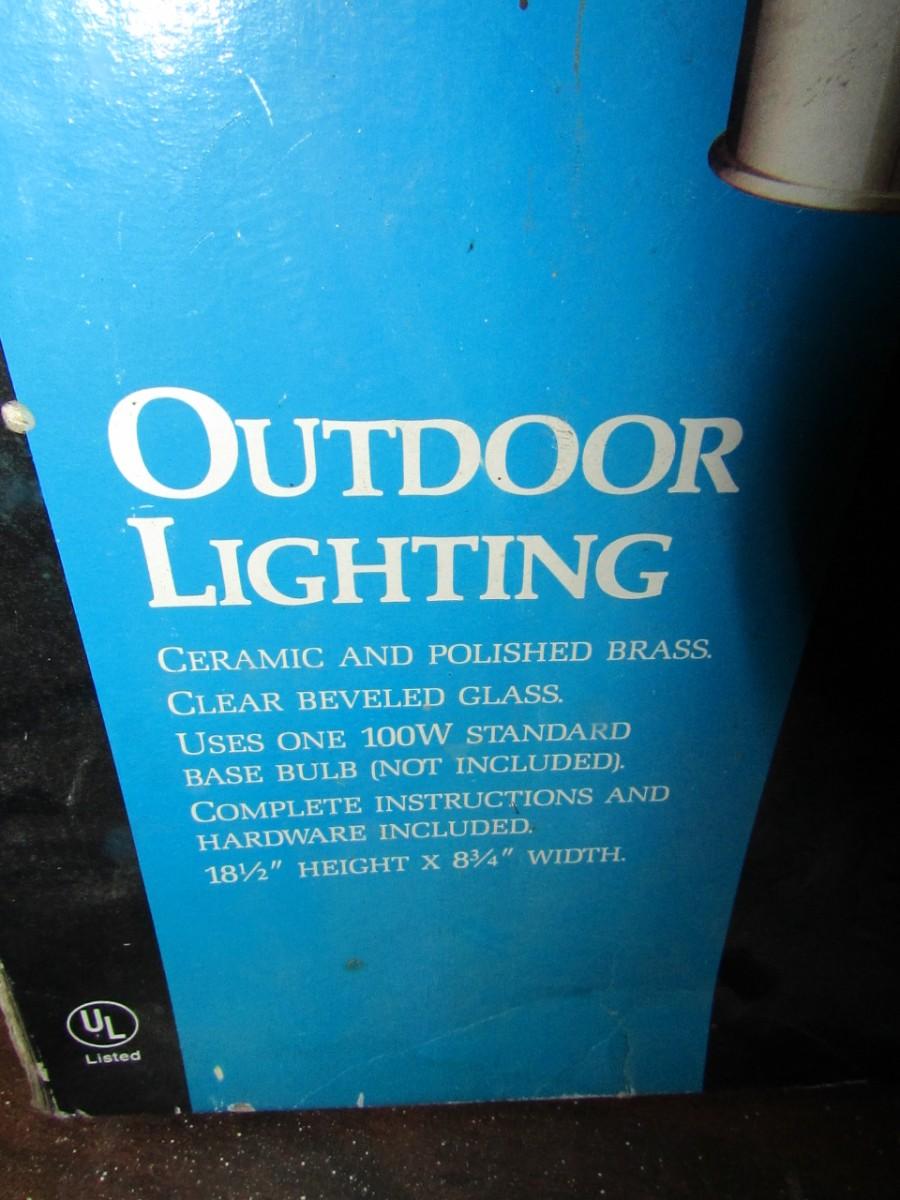 OUTDOOR
LIGHTING
CERAMIC AND POLISHED BRASS.
CLEAR BEVELED GLASS.
USES ONE 100W STANDARD
BASE BULB (NOT INCLUDED).
COMPLETE INSTRUCTIONS AND
HARDWARE INCLUDED.
18½" HEIGHT X 8¾" WIDTH.
UL
Listed